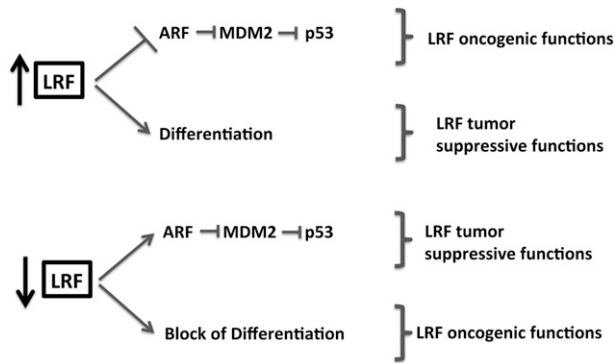 ARF MDM2 p53
LRF oncogenic functions
LRF
Differentiation
LRF tumor
suppressive functions
ARF MDM2 p53
LRF tumor
suppressive functions
LRF
Block of Differentiation
LRF oncogenic functions